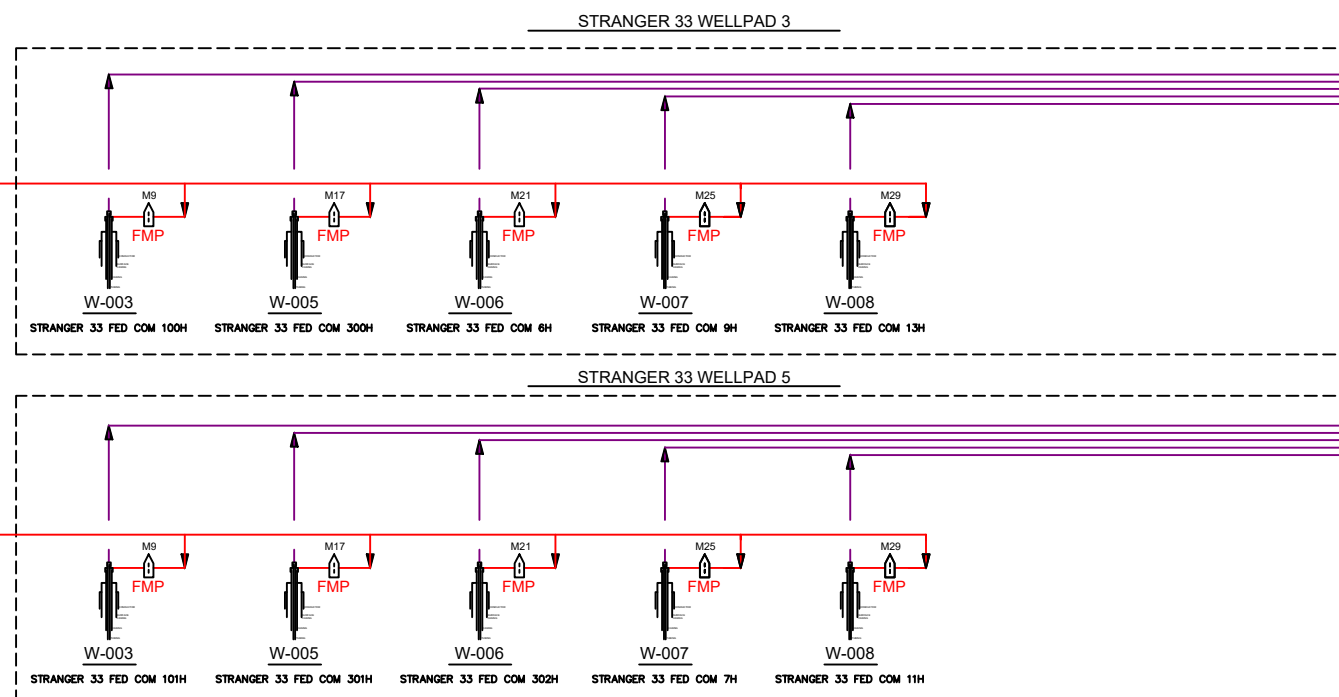 STRANGER 33 WELLPAD 3
M9 M17 M21 M25 M29
FMP FMP FMP FMP FMP
W-003 W-005 W-006 W-007 W-008
STRANGER 33 FED COM 100H STRANGER 33 FED COM 300H STRANGER 33 FED COM 6H STRANGER 33 FED COM 9H STRANGER 33 FED COM 13H
STRANGER 33 WELLPAD 5
M9 M17 M21 M25 M29
FMP FMP FMP FMP FMP
W-003 W-005 W-006 W-007 W-008
STRANGER 33 FED COM 101H STRANGER 33 FED COM 301H STRANGER 33 FED COM 302H STRANGER 33 FED COM 7H STRANGER 33 FED COM 11H